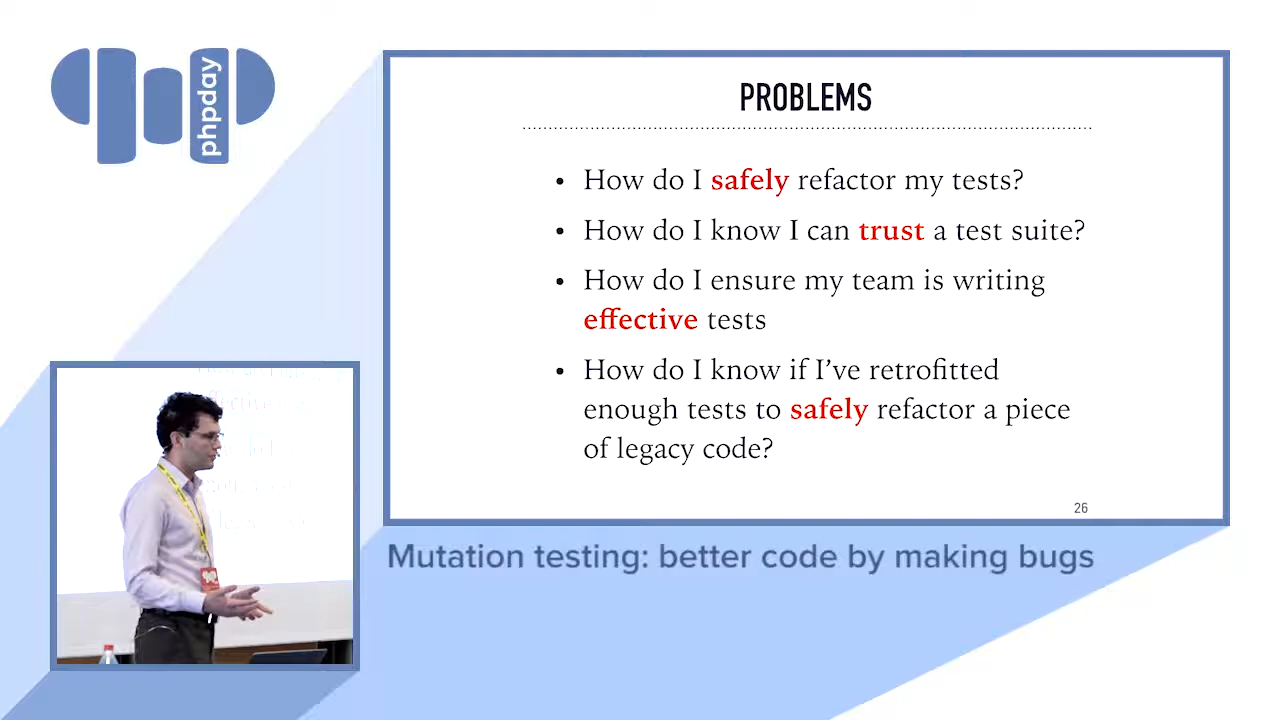 phpday
PROBLEMS
• How do I safely refactor my tests?
• How do I know I can trust a test suite?
• How do I ensure my team is writing
effective tests
• How do I know if I’ve retrofitted
enough tests to safely refactor a piece
of legacy code?
26
Mutation testing: better code by making bugs